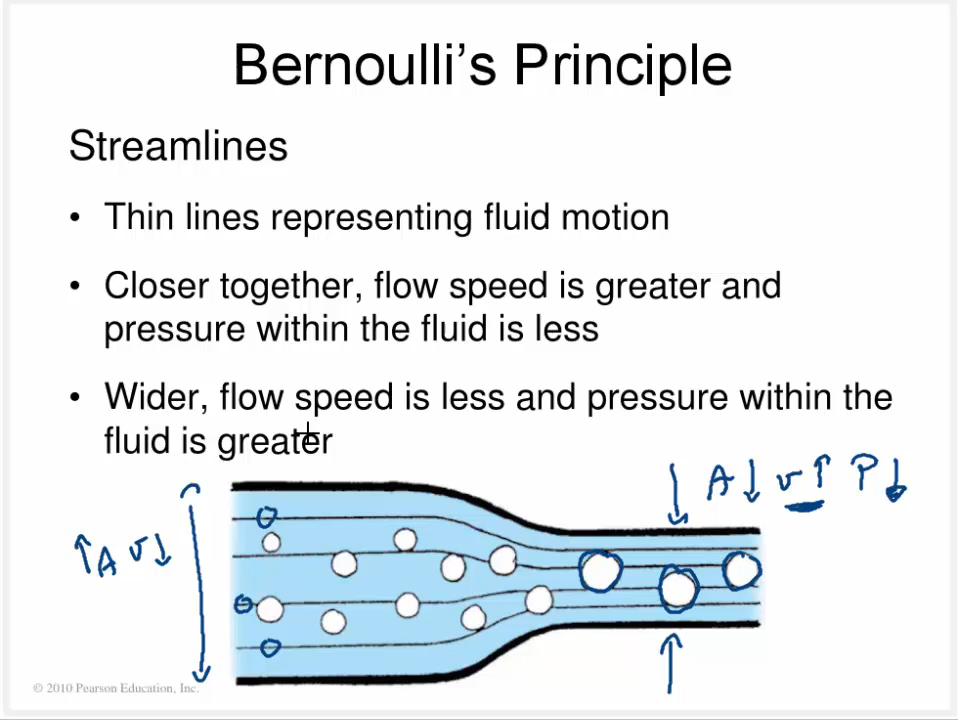 Bernoulli's Principle
Streamlines
• Thin lines representing fluid motion
• Closer together, flow speed is greater and
pressure within the fluid is less
• Wider, flow speed is less and pressure within the
fluid is greater
A↓ v↑ P↓
↑A v↓
© 2010 Pearson Education, Inc.